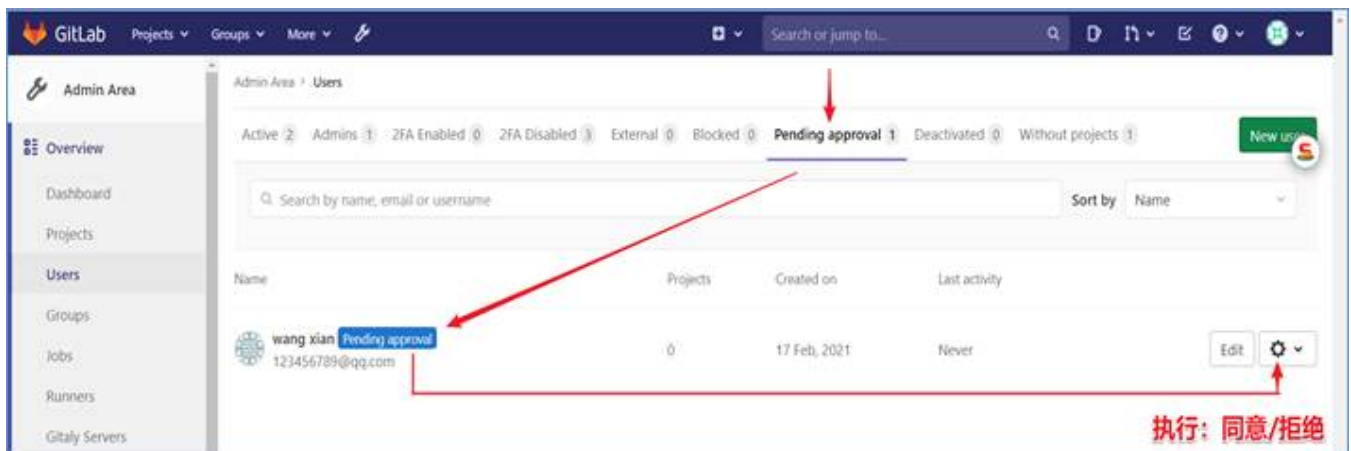 GitLab Projects Groups More Search or jump to...
Admin Area
Admin Area > Users
Active 2 Admins 1 2FA Enabled 0 2FA Disabled 3 External 0 Blocked 0 Pending approval 1 Deactivated 0 Without projects 1 New user
Overview
Dashboard
Search by name, email or username Sort by Name
Projects
Users
Name Projects Created on Last activity
Groups
wang xian Pending approval
123456789@qq.com
0 17 Feb, 2021 Never Edit
Jobs
Runners
执行：同意/拒绝
Gitaly Servers